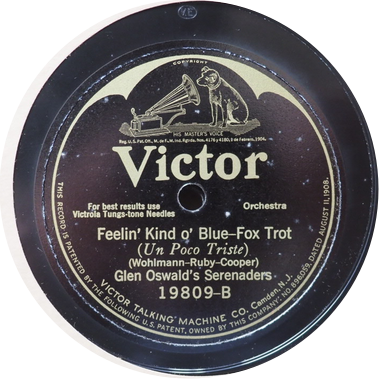 VE
COPYRIGHT
HIS MASTER'S VOICE
Victor
For best results use
Victrola Tungs-tone Needles
Orchestra
Feelin' Kind o' Blue–Fox Trot
(Un Poco Triste)
(Wohlmann-Ruby-Cooper)
Glen Oswald's Serenaders
19809-B
VICTOR TALKING MACHINE CO. Camden, N.J.
THIS RECORD IS PATENTED BY THE FOLLOWING U.S. PATENT, OWNED BY THIS COMPANY: NO. 896059, DATED AUGUST 11, 1908.